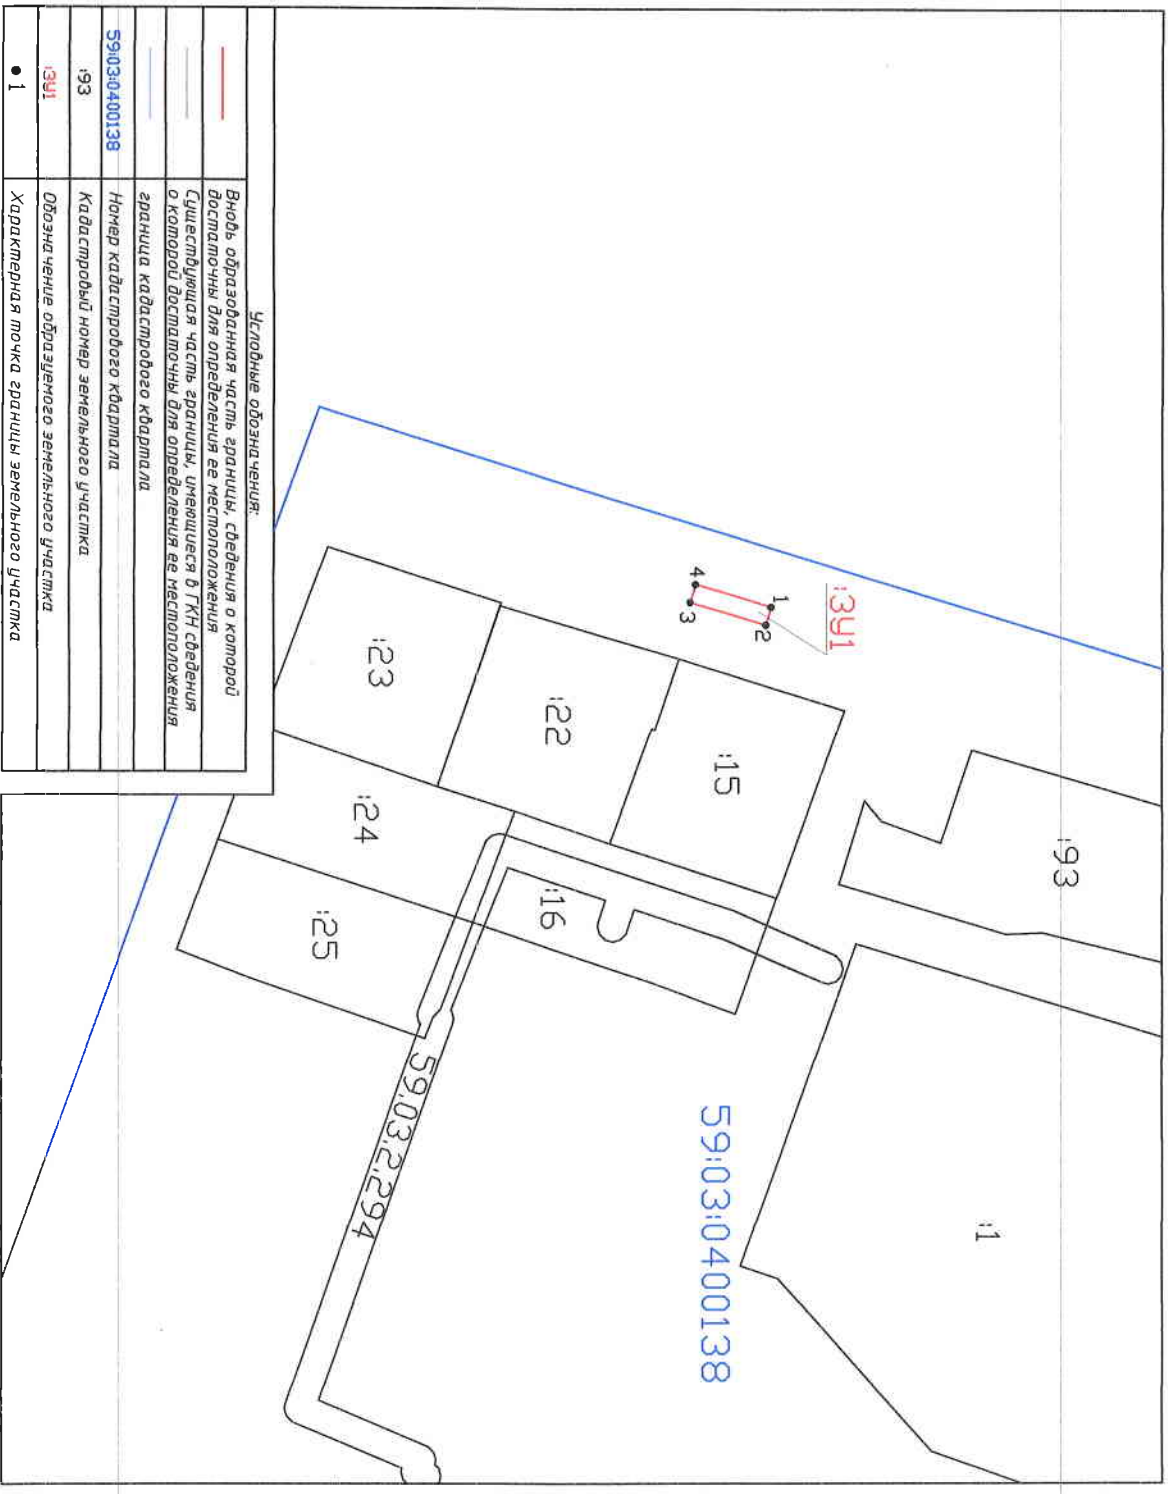 :ЗУ1
1
2
3
4
:93
:1
:15
:22
:23
:24
:25
:16
59:03:0400138
59.03.2.294
Условные обозначения:
Вновь образованная часть границы, сведения о которой
достаточны для определения ее местоположения
Существующая часть границы, имеющиеся в ГКН сведения
о которой достаточны для определения ее местоположения
граница кадастрового квартала
59:03:0400138 Номер кадастрового квартала
:93 Кадастровый номер земельного участка
:ЗУ1 Обозначение образуемого земельного участка
● 1 Характерная точка границы земельного участка